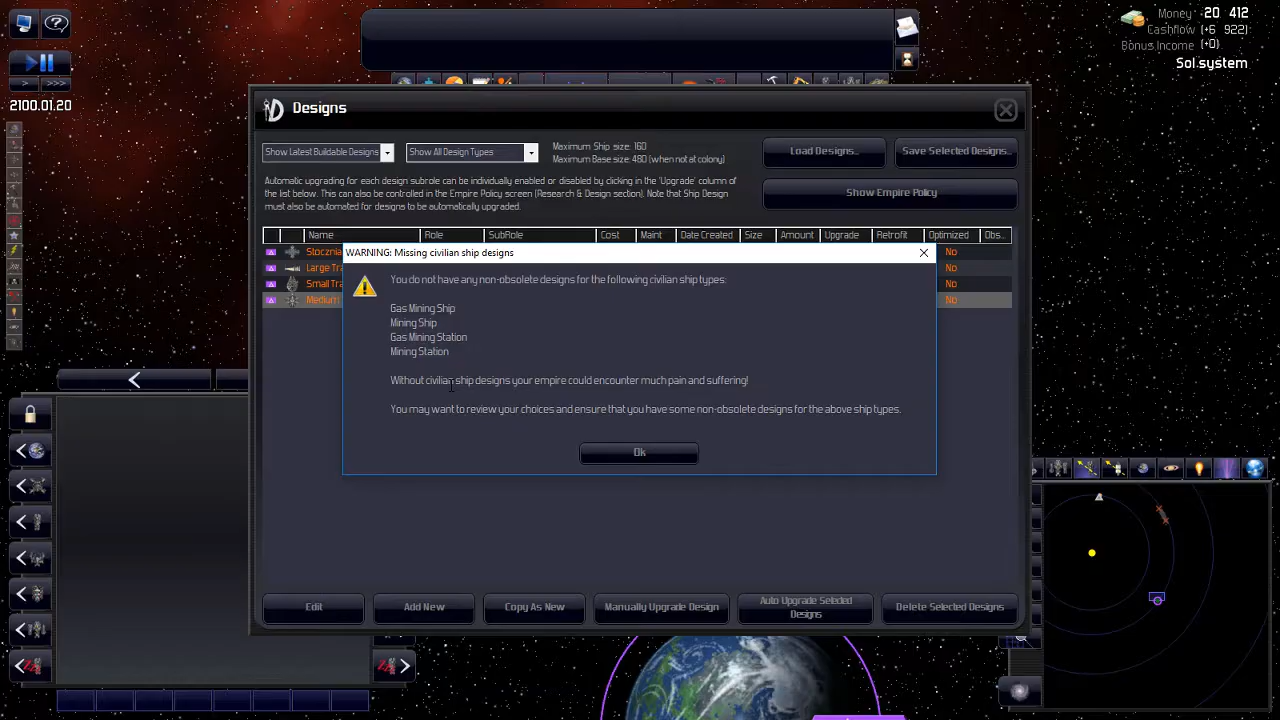 Money 20 412
Cashflow (+6 922)
Bonus Income (+0)
Sol system
2100.01.20
Designs
Show Latest Buildable Designs
Show All Design Types
Maximum Ship size: 160
Maximum Base size: 480 (when not at colony)
Load Designs...
Save Selected Designs...
Automatic upgrading for each design subrole can be individually enabled or disabled by clicking in the 'Upgrade' column of
the list below. This can also be controlled in the Empire Policy screen (Research & Design section). Note that Ship Design
must also be automated for designs to be automatically upgraded.
Show Empire Policy
Name Role SubRole Cost Maint Date Created Size Amount Upgrade Retrofit Optimized Obs...
Stocznia No
Large Tra
Small Tra No
Medium No
WARNING: Missing civilian ship designs
You do not have any non-obsolete designs for the following civilian ship types:
Gas Mining Ship
Mining Ship
Gas Mining Station
Mining Station
Without civilian ship designs your empire could encounter much pain and suffering!
You may want to review your choices and ensure that you have some non-obsolete designs for the above ship types.
Ok
Edit
Add New
Copy As New
Manually Upgrade Design
Auto Upgrade Selected
Designs
Delete Selected Designs